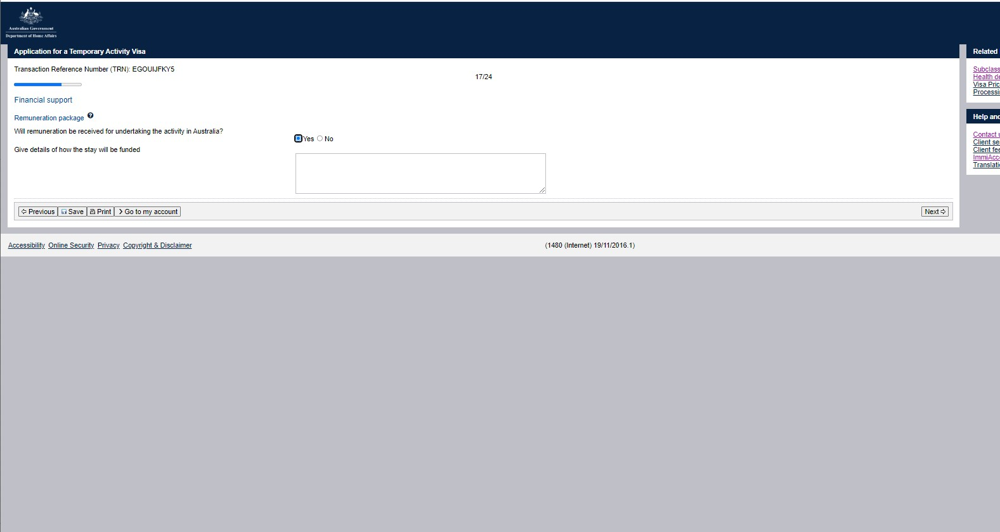 Australian Government
Department of Home Affairs
Application for a Temporary Activity Visa
Transaction Reference Number (TRN): EGOUIJFKY5
17/24
Financial support
Remuneration package
Will remuneration be received for undertaking the activity in Australia?
Yes No
Give details of how the stay will be funded
Previous Save Print Go to my account
Next
Accessibility Online Security Privacy Copyright & Disclaimer
(1480 (Internet) 19/11/2016.1)
Related
Subclass
Health de
Visa Pric
Processi
Help and
Contact u
Client se
Client fee
ImmiAcco
Translati